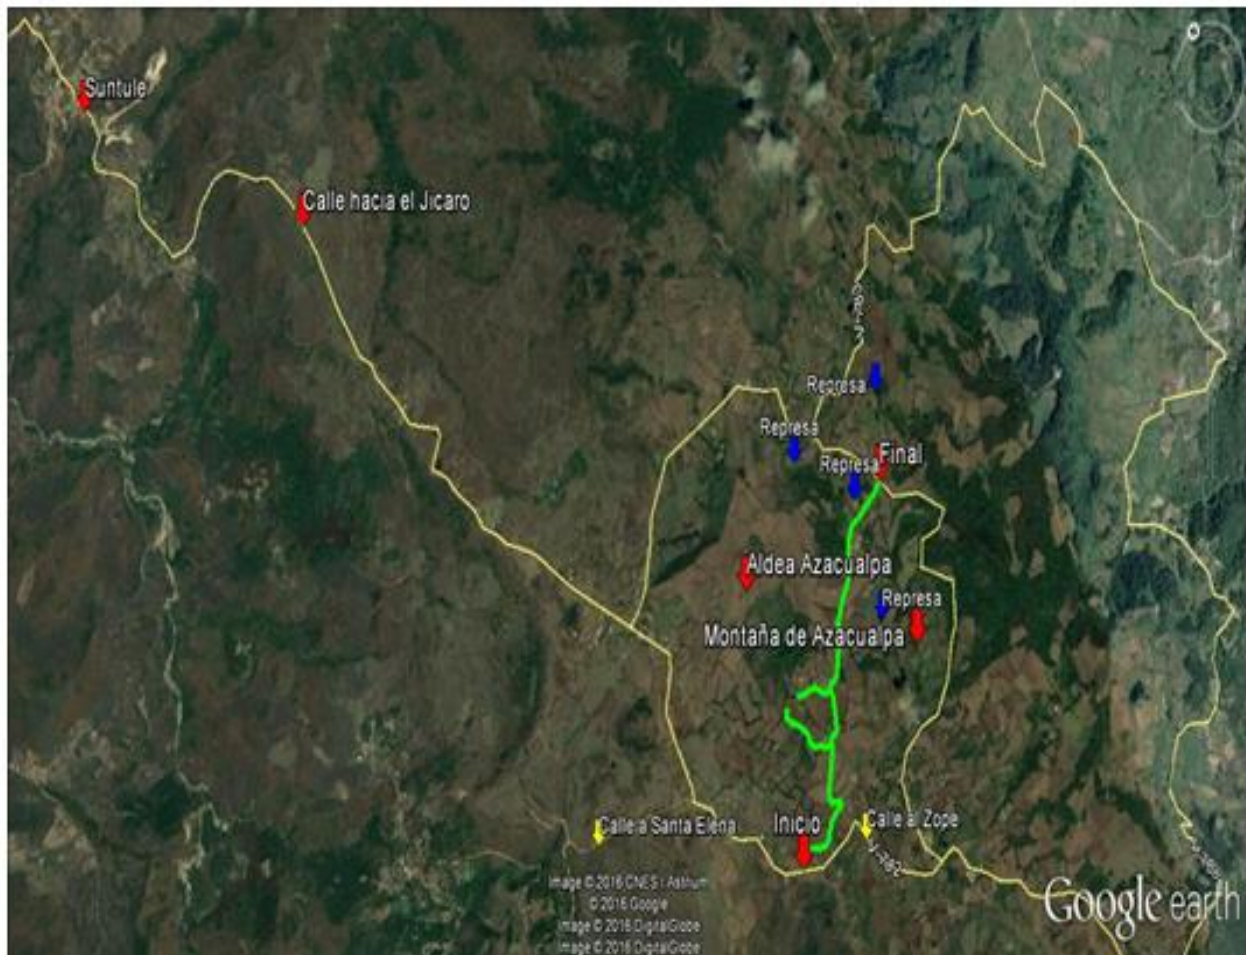 Suntule
Calle hacia el Jicaro
Represa
Represa
Represa
Final
Aldea Azacualpa
Represa
Montaña de Azacualpa
Calle a Santa Elena
Inicio
Calle al Zope
V-782
Image © 2016 CNES / Astrium
© 2016 Google
Image © 2016 DigitalGlobe
Image © 2016 DigitalGlobe
Google earth